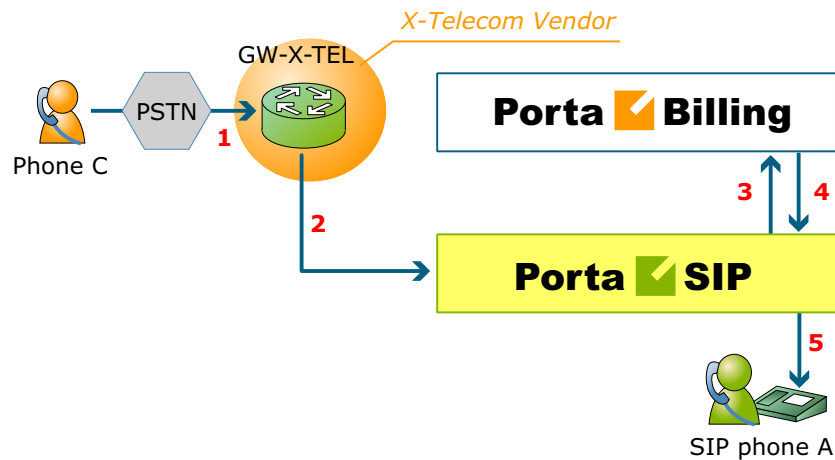 X-Telecom Vendor
GW-X-TEL
PSTN
1
Phone C
2
Porta Billing
3
4
Porta SIP
5
SIP phone A